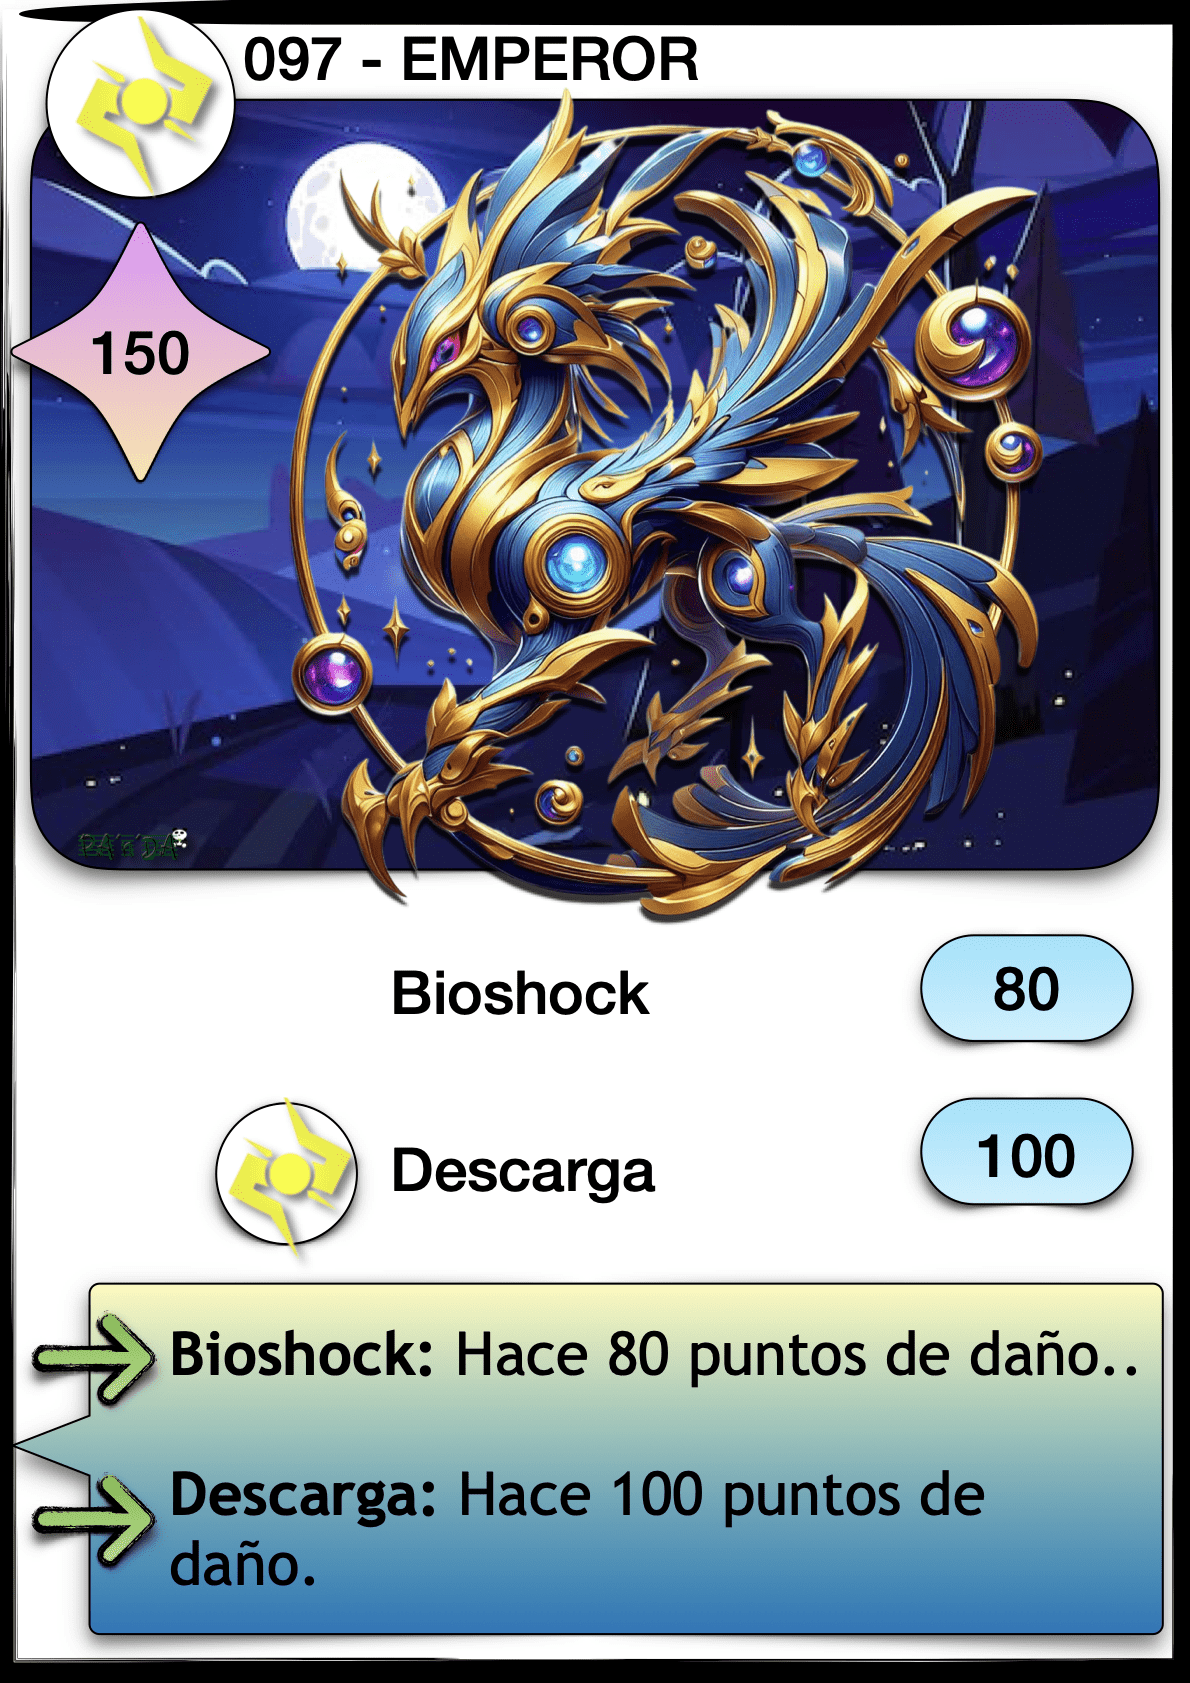 097 - EMPEROR
150
Bioshock
80
Descarga
100
Bioshock: Hace 80 puntos de daño..
Descarga: Hace 100 puntos de
daño.